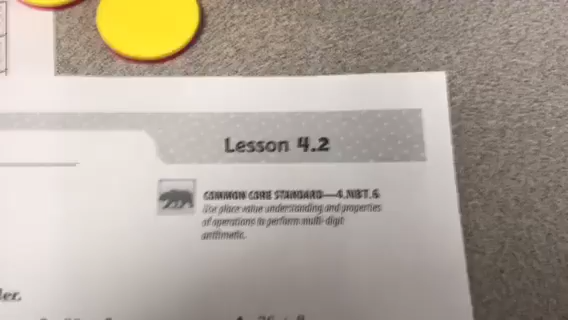 Lesson 4.2
COMMON CORE STANDARD—4.NBT.6
Use place value understanding and properties
of operations to perform multi-digit
arithmetic.